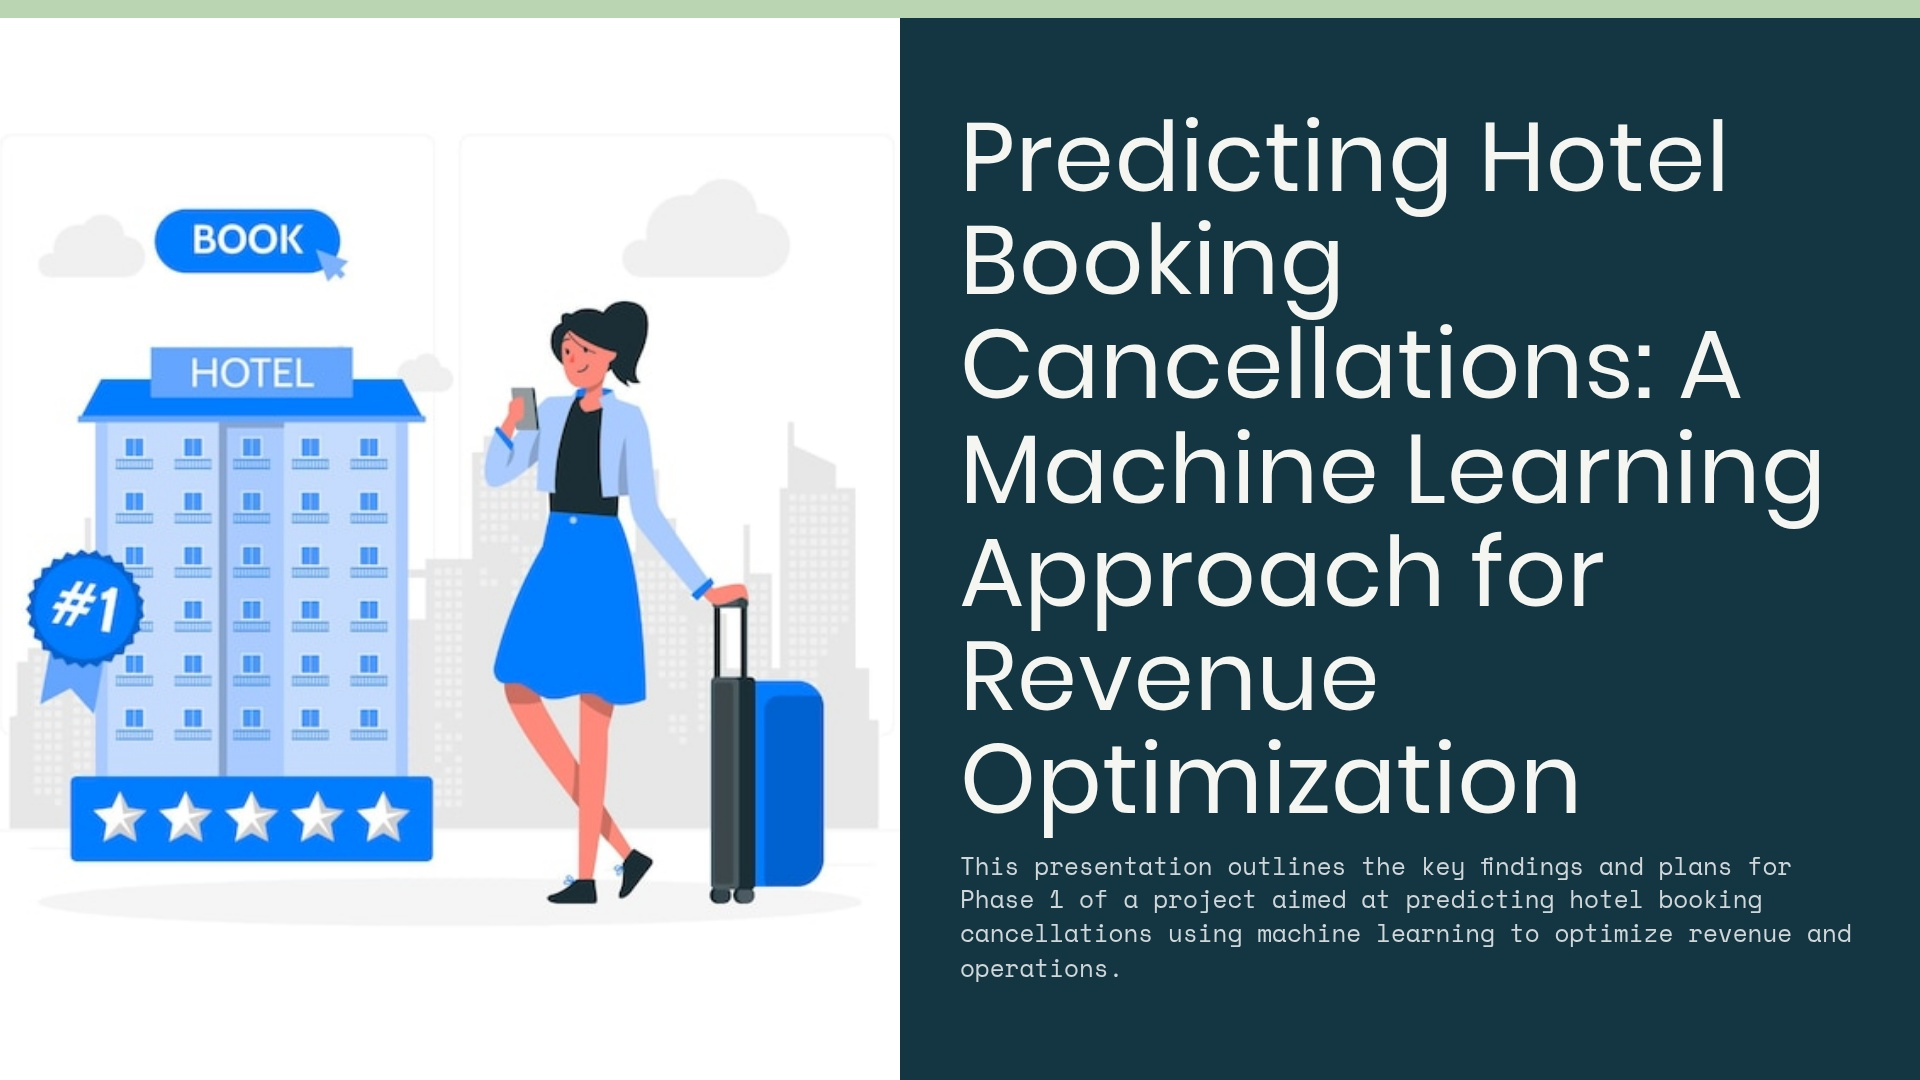 BOOK
HOTEL
#1
Predicting Hotel
Booking
Cancellations: A
Machine Learning
Approach for
Revenue
Optimization
This presentation outlines the key findings and plans for
Phase 1 of a project aimed at predicting hotel booking
cancellations using machine learning to optimize revenue and
operations.